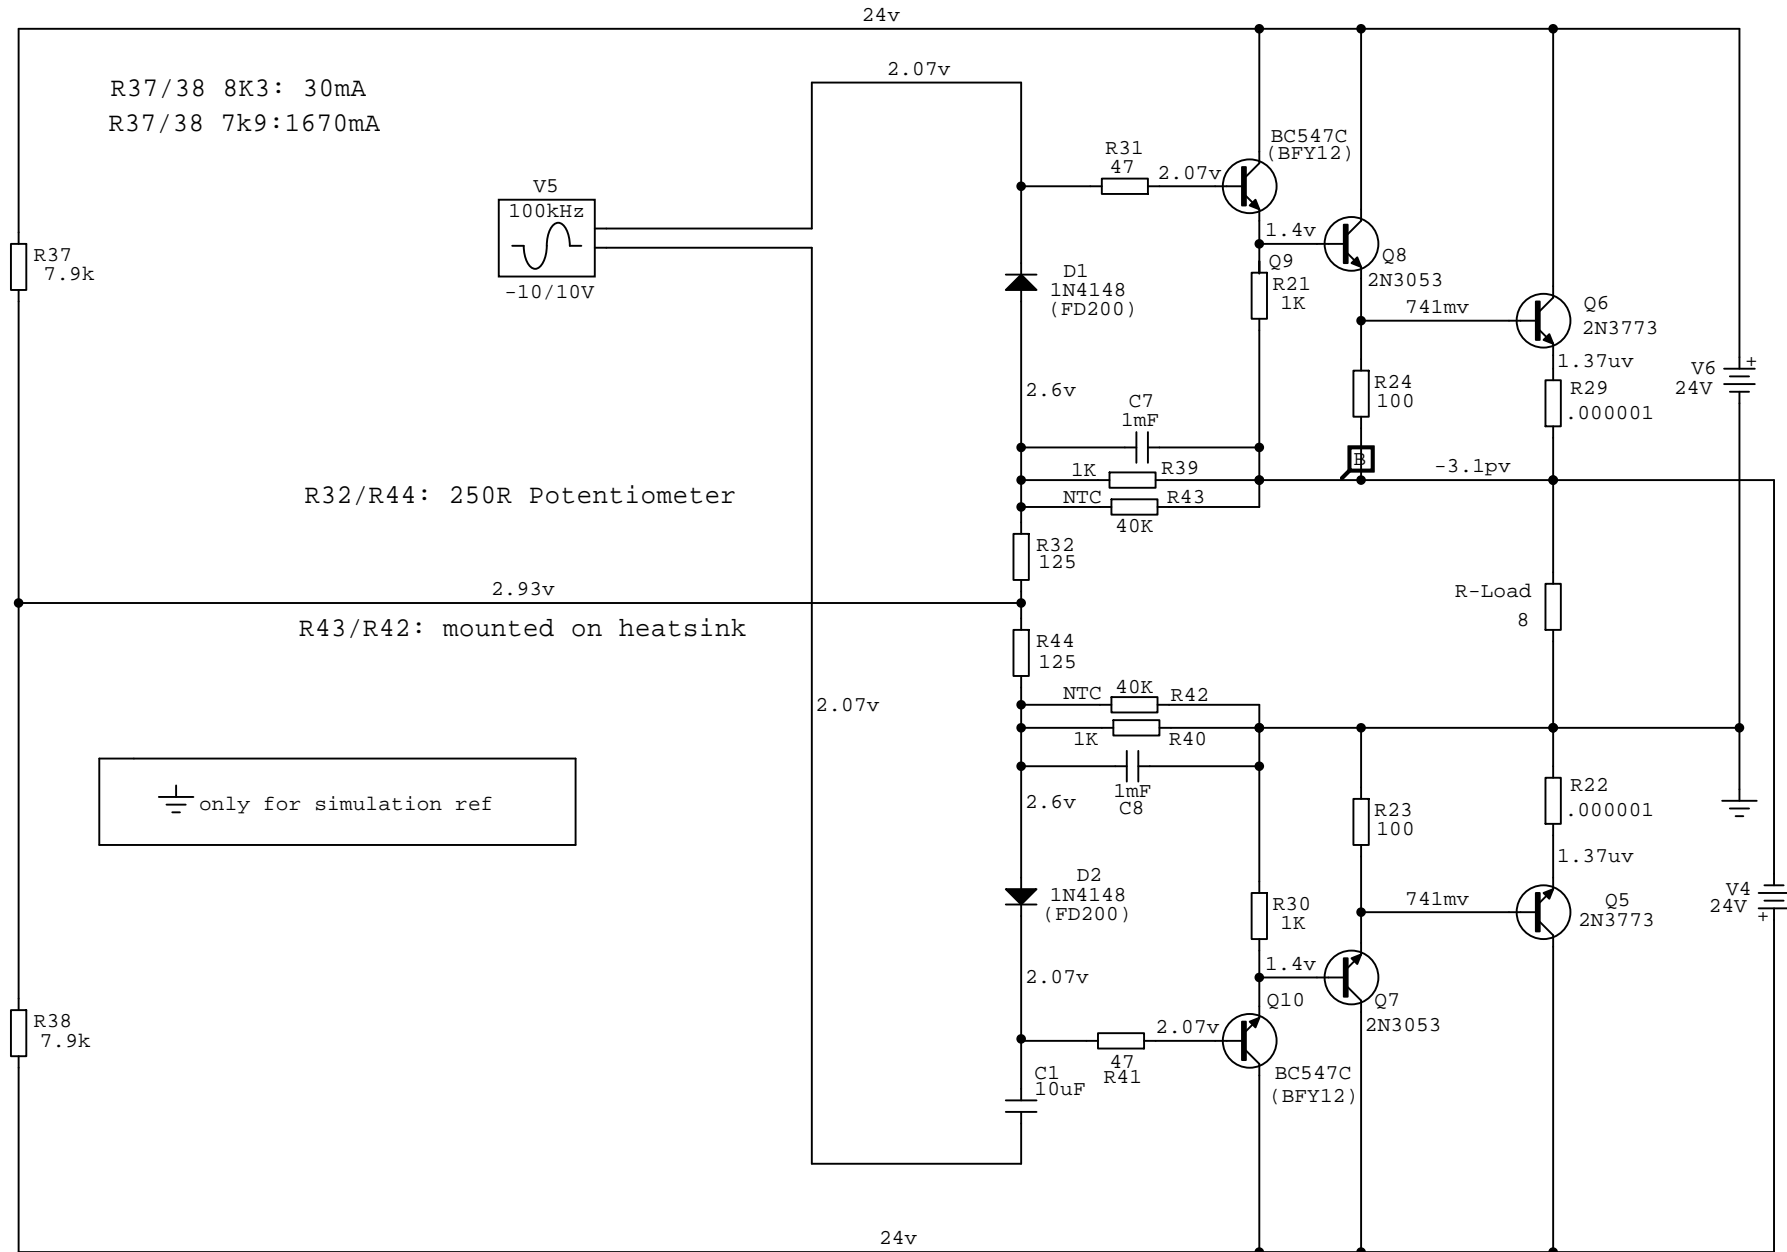 24v
R37/38 8K3: 30mA
R37/38 7k9:1670mA
2.07v
V5
100kHz
-10/10V
R37
7.9k
R31
47
2.07v
BC547C
(BFY12)
1.4v
Q9
R21
1K
Q8
2N3053
D1
1N4148
(FD200)
741mv
Q6
2N3773
1.37uv
R29
.000001
V6
24V
+
R24
100
2.6v
C7
1mF
B
-3.1pv
1K
R39
NTC
R43
40K
R32/R44: 250R Potentiometer
R32
125
2.93v
R-Load
8
R43/R42: mounted on heatsink
R44
125
NTC
40K
R42
1K
R40
2.07v
1mF
C8
2.6v
only for simulation ref
R23
100
R22
.000001
1.37uv
D2
1N4148
(FD200)
R30
1K
741mv
Q5
2N3773
V4
24V
+
2.07v
1.4v
Q10
Q7
2N3053
2.07v
47
R41
BC547C
(BFY12)
C1
10uF
R38
7.9k
24v